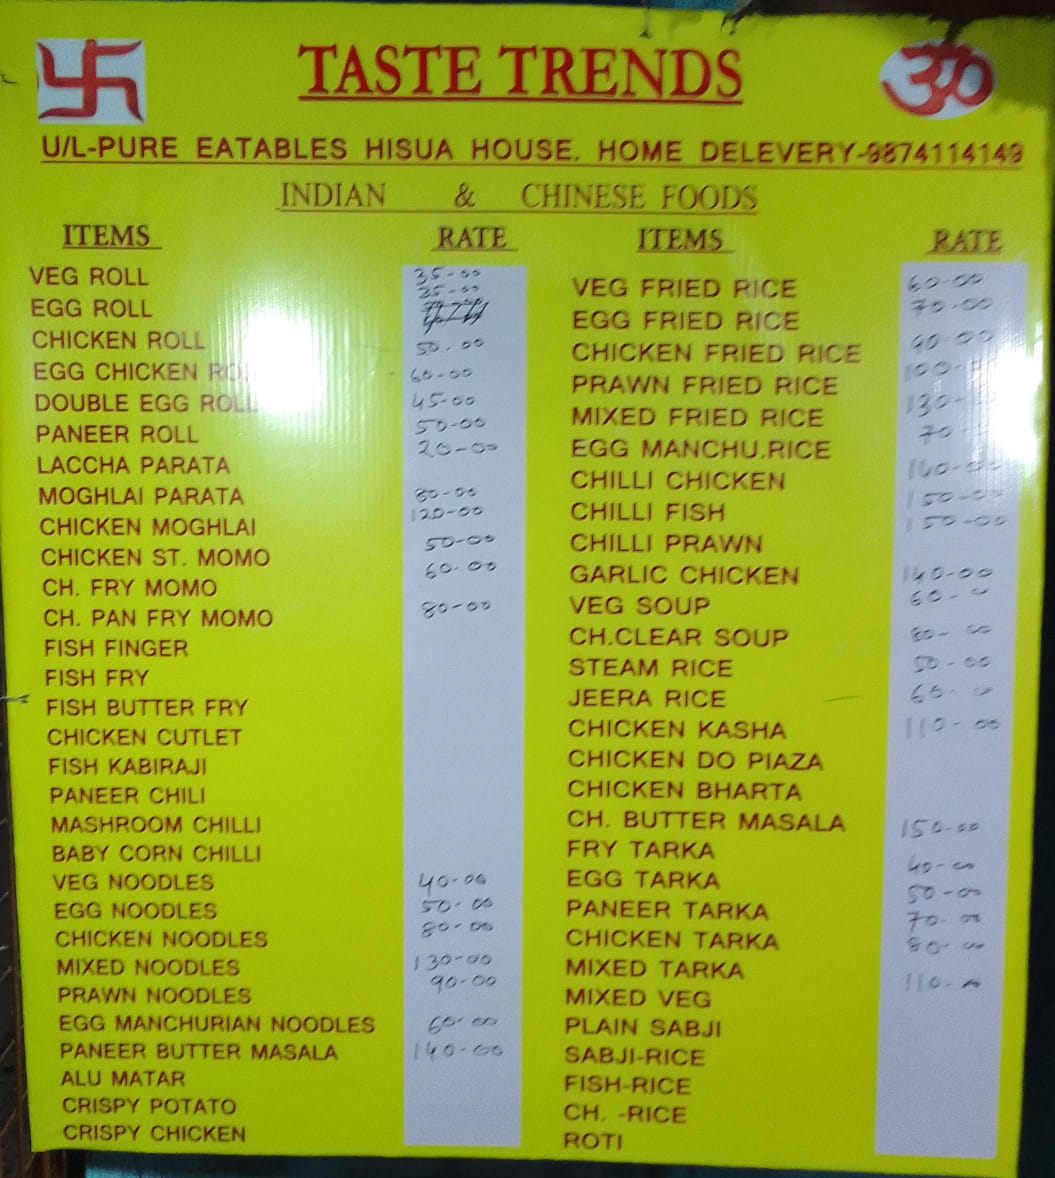 TASTE TRENDS
ॐ
U/L-PURE EATABLES HISUA HOUSE. HOME DELEVERY-9874114149
INDIAN & CHINESE FOODS
ITEMS RATE
VEG ROLL 35-00
EGG ROLL 35-00
CHICKEN ROLL 50.00
EGG CHICKEN ROLL 60-00
DOUBLE EGG ROLL 45-00
PANEER ROLL 50-00
LACCHA PARATA 20-00
MOGHLAI PARATA 80-00
CHICKEN MOGHLAI 120-00
CHICKEN ST. MOMO 50-00
CH. FRY MOMO 60.00
CH. PAN FRY MOMO 80-00
FISH FINGER
FISH FRY
FISH BUTTER FRY
CHICKEN CUTLET
FISH KABIRAJI
PANEER CHILI
MASHROOM CHILLI
BABY CORN CHILLI
VEG NOODLES 40-00
EGG NOODLES 50-00
CHICKEN NOODLES 80-00
MIXED NOODLES 130-00
PRAWN NOODLES 90-00
EGG MANCHURIAN NOODLES 60-00
PANEER BUTTER MASALA 140-00
ALU MATAR
CRISPY POTATO
CRISPY CHICKEN
ITEMS RATE
VEG FRIED RICE 60-00
EGG FRIED RICE 70-00
CHICKEN FRIED RICE 90-00
PRAWN FRIED RICE 100-
MIXED FRIED RICE 130-
EGG MANCHU.RICE 70
CHILLI CHICKEN 140-00
CHILLI FISH 150-00
CHILLI PRAWN 150-00
GARLIC CHICKEN 140-00
VEG SOUP 60-00
CH.CLEAR SOUP 80-00
STEAM RICE 50-00
JEERA RICE 60-
CHICKEN KASHA 110-00
CHICKEN DO PIAZA
CHICKEN BHARTA
CH. BUTTER MASALA 150-00
FRY TARKA 40-00
EGG TARKA 50-00
PANEER TARKA 70-00
CHICKEN TARKA 80-00
MIXED TARKA 110-
MIXED VEG
PLAIN SABJI
SABJI-RICE
FISH-RICE
CH. -RICE
ROTI